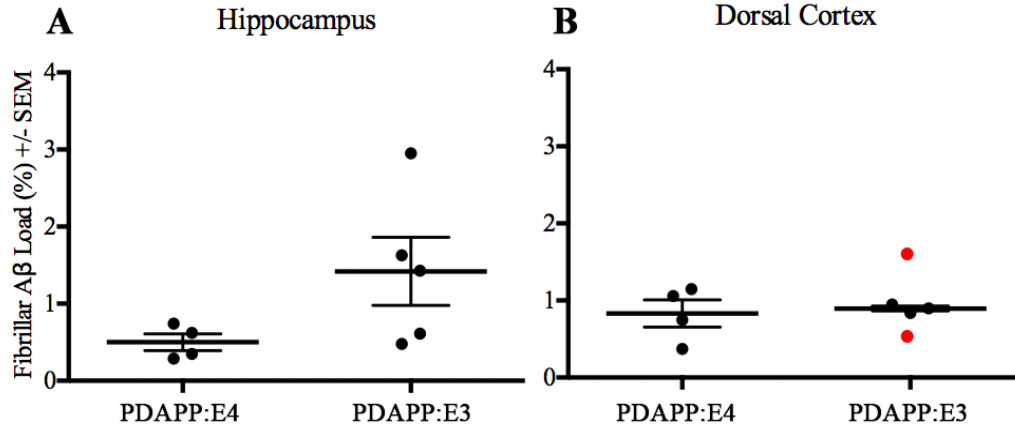 A
Hippocampus
Fibrillar Aβ Load (%) +/- SEM
4
3
2
1
0
PDAPP:E4
PDAPP:E3
B
Dorsal Cortex
4
3
2
1
0
PDAPP:E4
PDAPP:E3